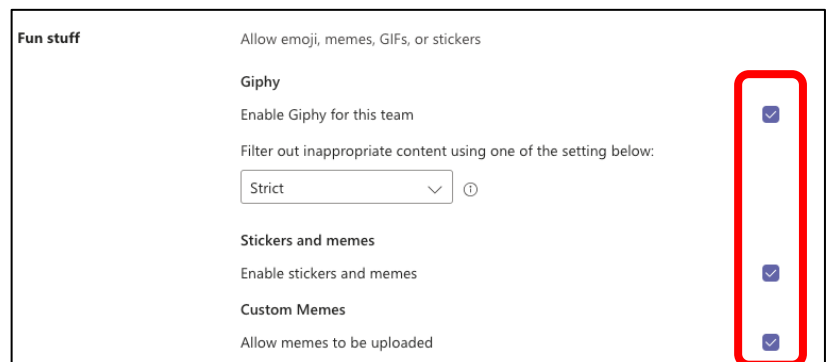 Fun stuff
Allow emoji, memes, GIFs, or stickers
Giphy
Enable Giphy for this team
Filter out inappropriate content using one of the setting below:
Strict
Stickers and memes
Enable stickers and memes
Custom Memes
Allow memes to be uploaded